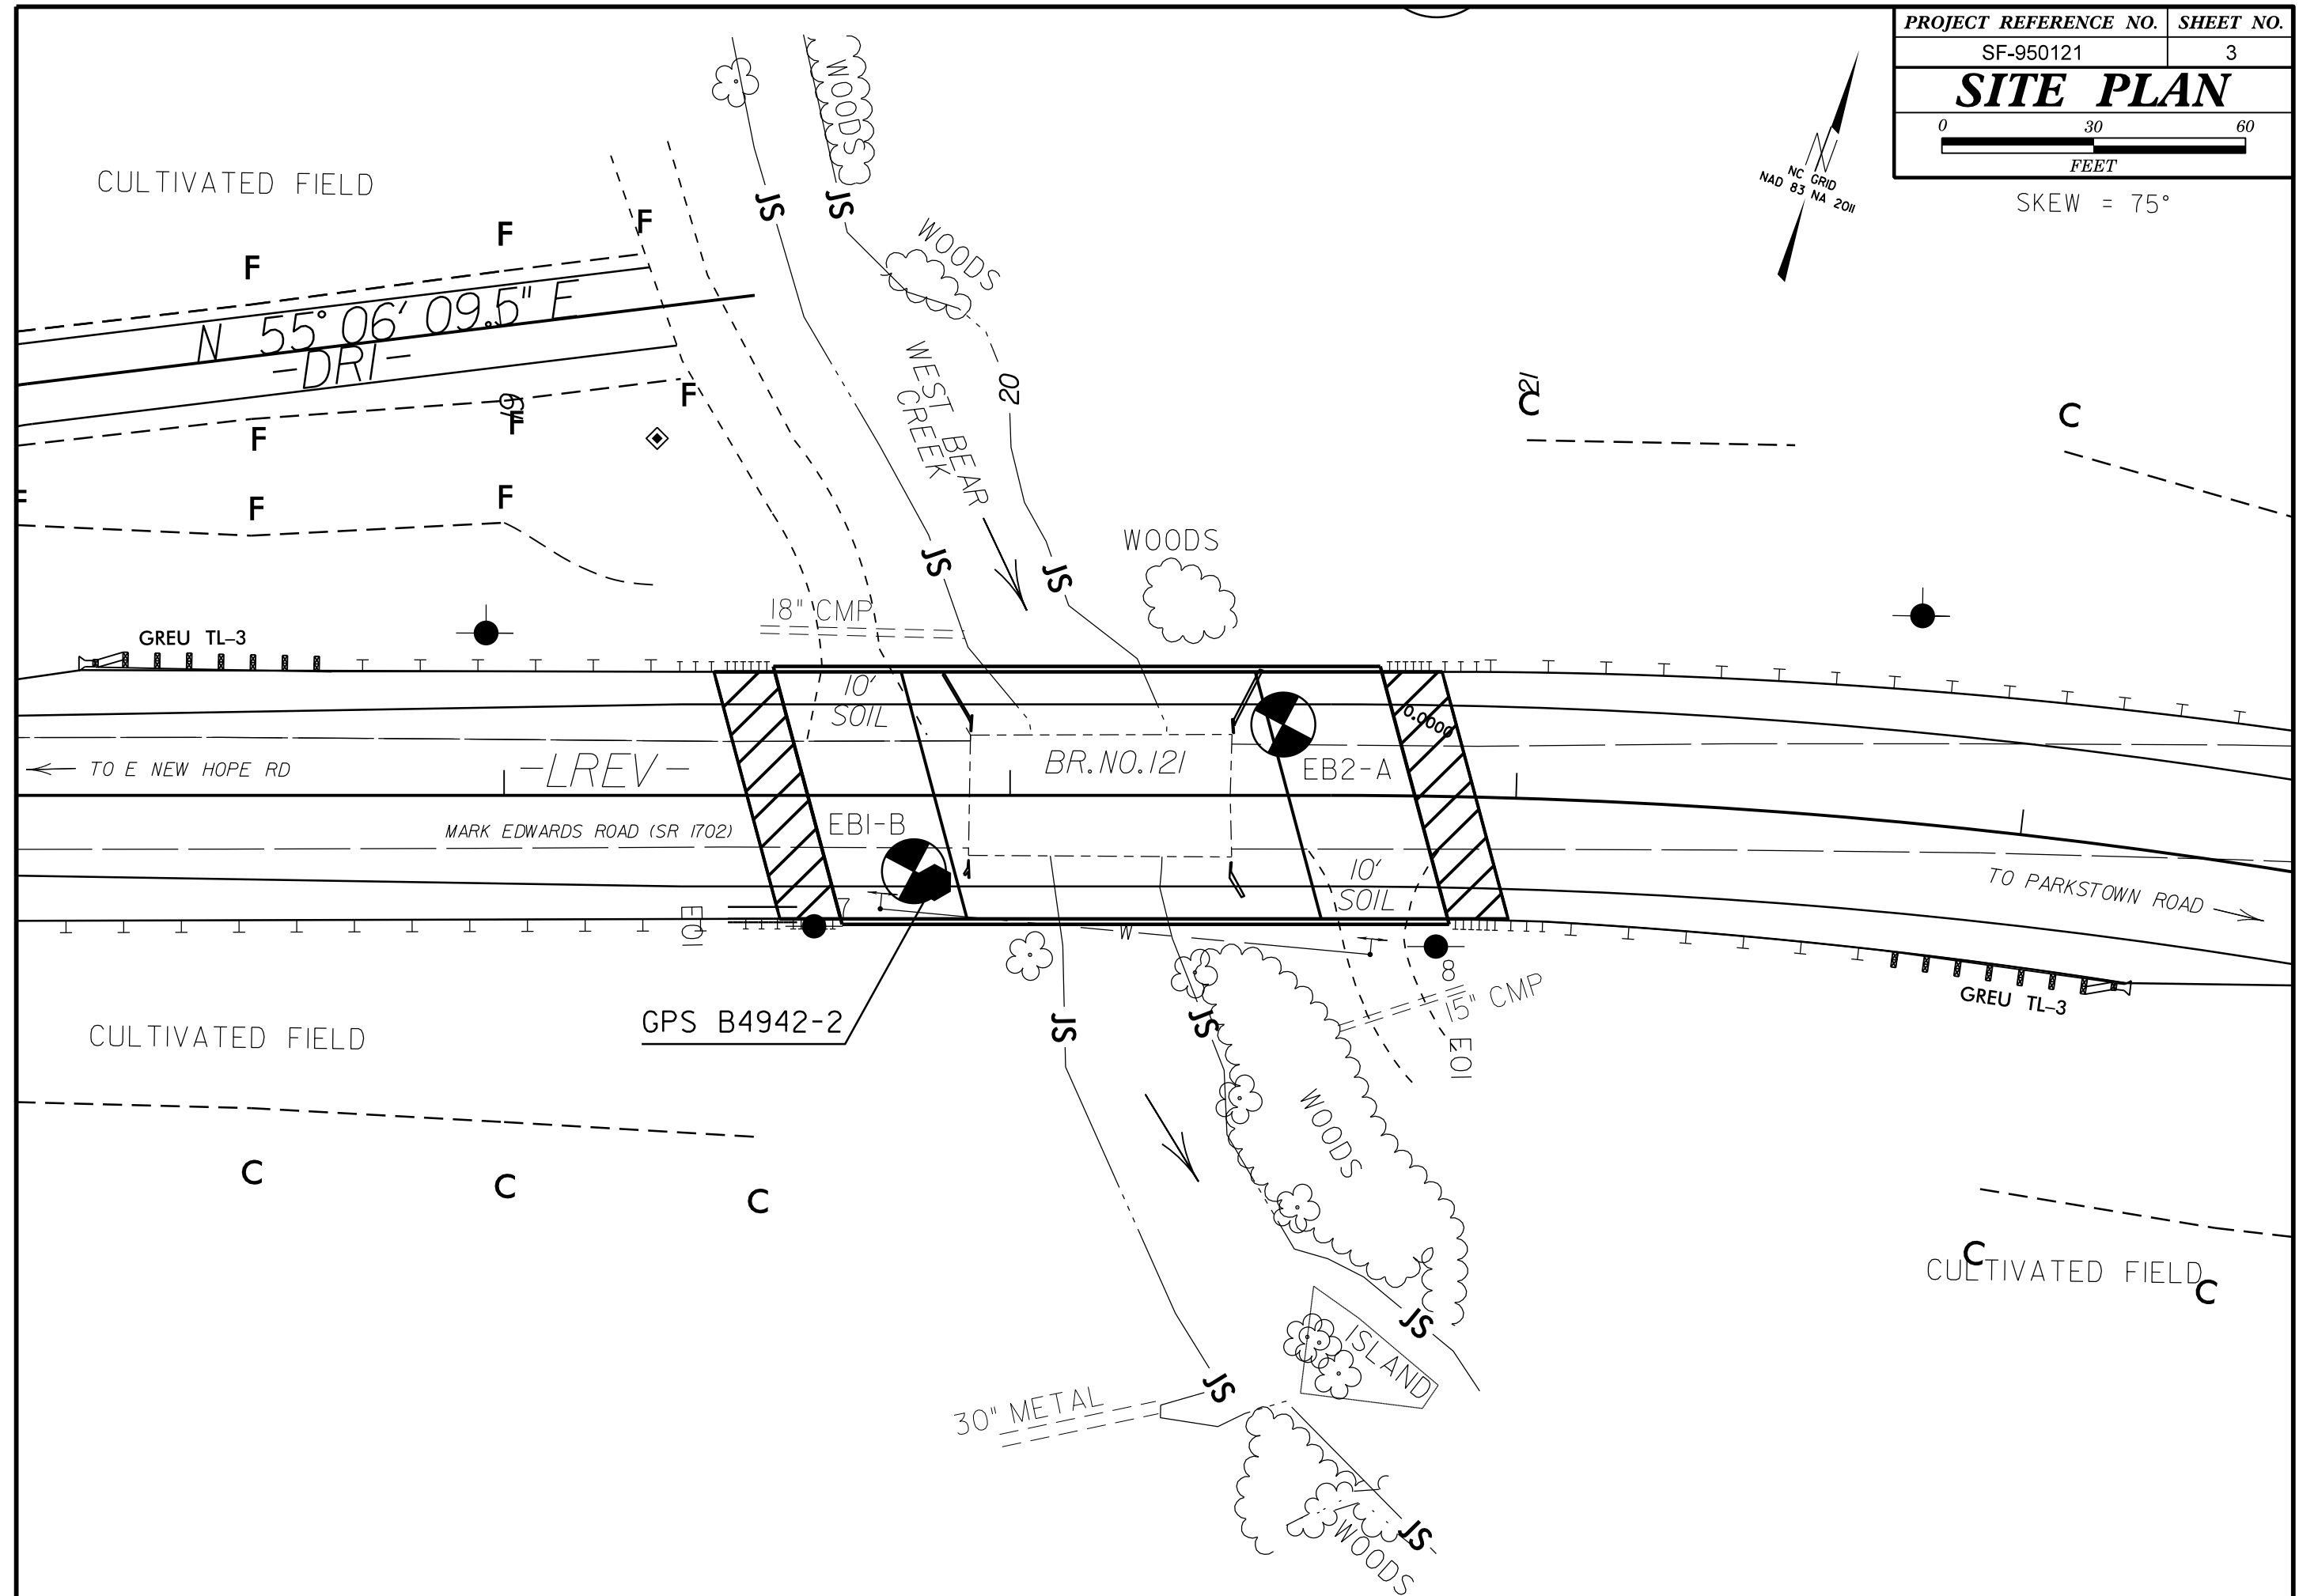 PROJECT REFERENCE NO. SHEET NO.
SF-950121 3
SITE PLAN
0 30 60
FEET
SKEW = 75°
NC GRID
NAD 83 NA 2011
WOODS
CULTIVATED FIELD
JS JS
F F F
WOODS
N 55° 06' 09.5" E
-DRI-
WEST BEAR
CREEK
20
21
C C
F F F
19
F F F
WOODS
JS JS
18" CMP
GREU TL-3
10'
SOIL
0.0000
TO E NEW HOPE RD
-LREV-
BR. NO. 121
EB2-A
MARK EDWARDS ROAD (SR 1702)
EB1-B
10'
SOIL
TO PARKSTOWN ROAD
E01
7
W
8
15" CMP
GREU TL-3
GPS B4942-2
JS JS
E01
CULTIVATED FIELD
WOODS
C C C
C
CULTIVATED FIELD
C
JS
ISLAND
JS
30" METAL
JS
WOODS